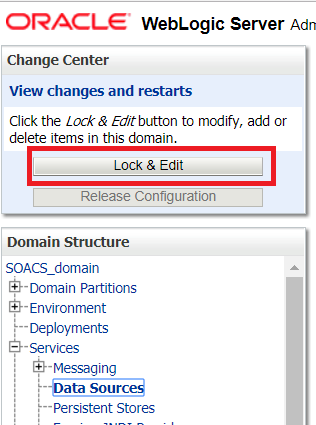 ORACLE WebLogic Server Adm
Change Center
View changes and restarts
Click the Lock & Edit button to modify, add or
delete items in this domain.
Lock & Edit
Release Configuration
Domain Structure
SOACS_domain
Domain Partitions
Environment
Deployments
Services
Messaging
Data Sources
Persistent Stores